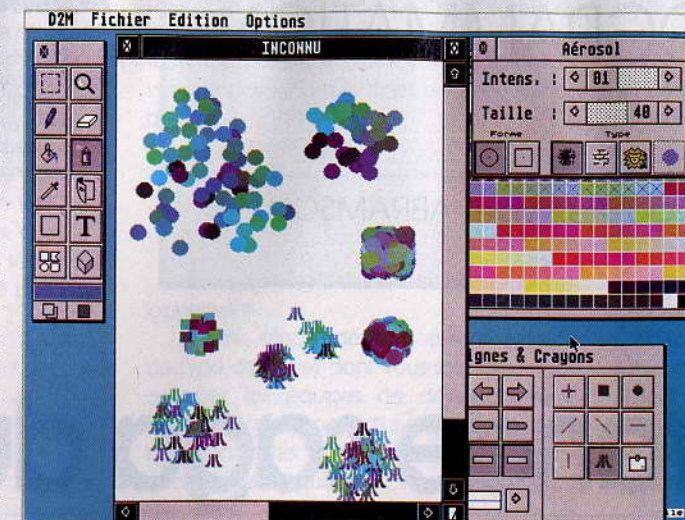 D2M Fichier Edition Options
INCONNU
Aérosol
Intens. : 01
Taille : 40
Forme Type
T
ignes & Crayons